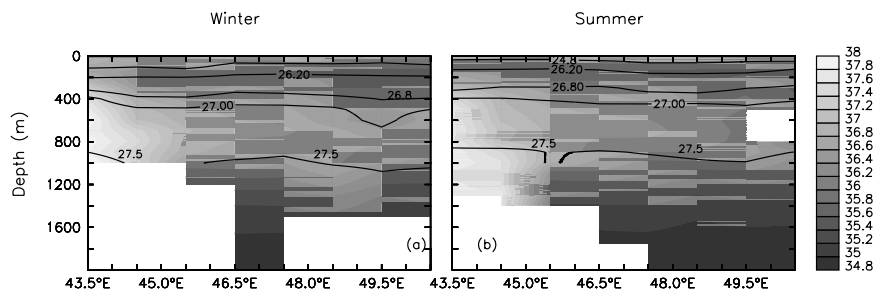 Winter
Summer
0
400
800
1200
1600
Depth (m)
26.20
26.8
27.00
27.5
27.5
(a)
43.5°E
45.0°E
46.5°E
48.0°E
49.5°E
24.8
26.20
26.80
27.00
27.5
27.5
(b)
43.5°E
45.0°E
46.5°E
48.0°E
49.5°E
38
37.8
37.6
37.4
37.2
37
36.8
36.6
36.4
36.2
36
35.8
35.6
35.4
35.2
35
34.8